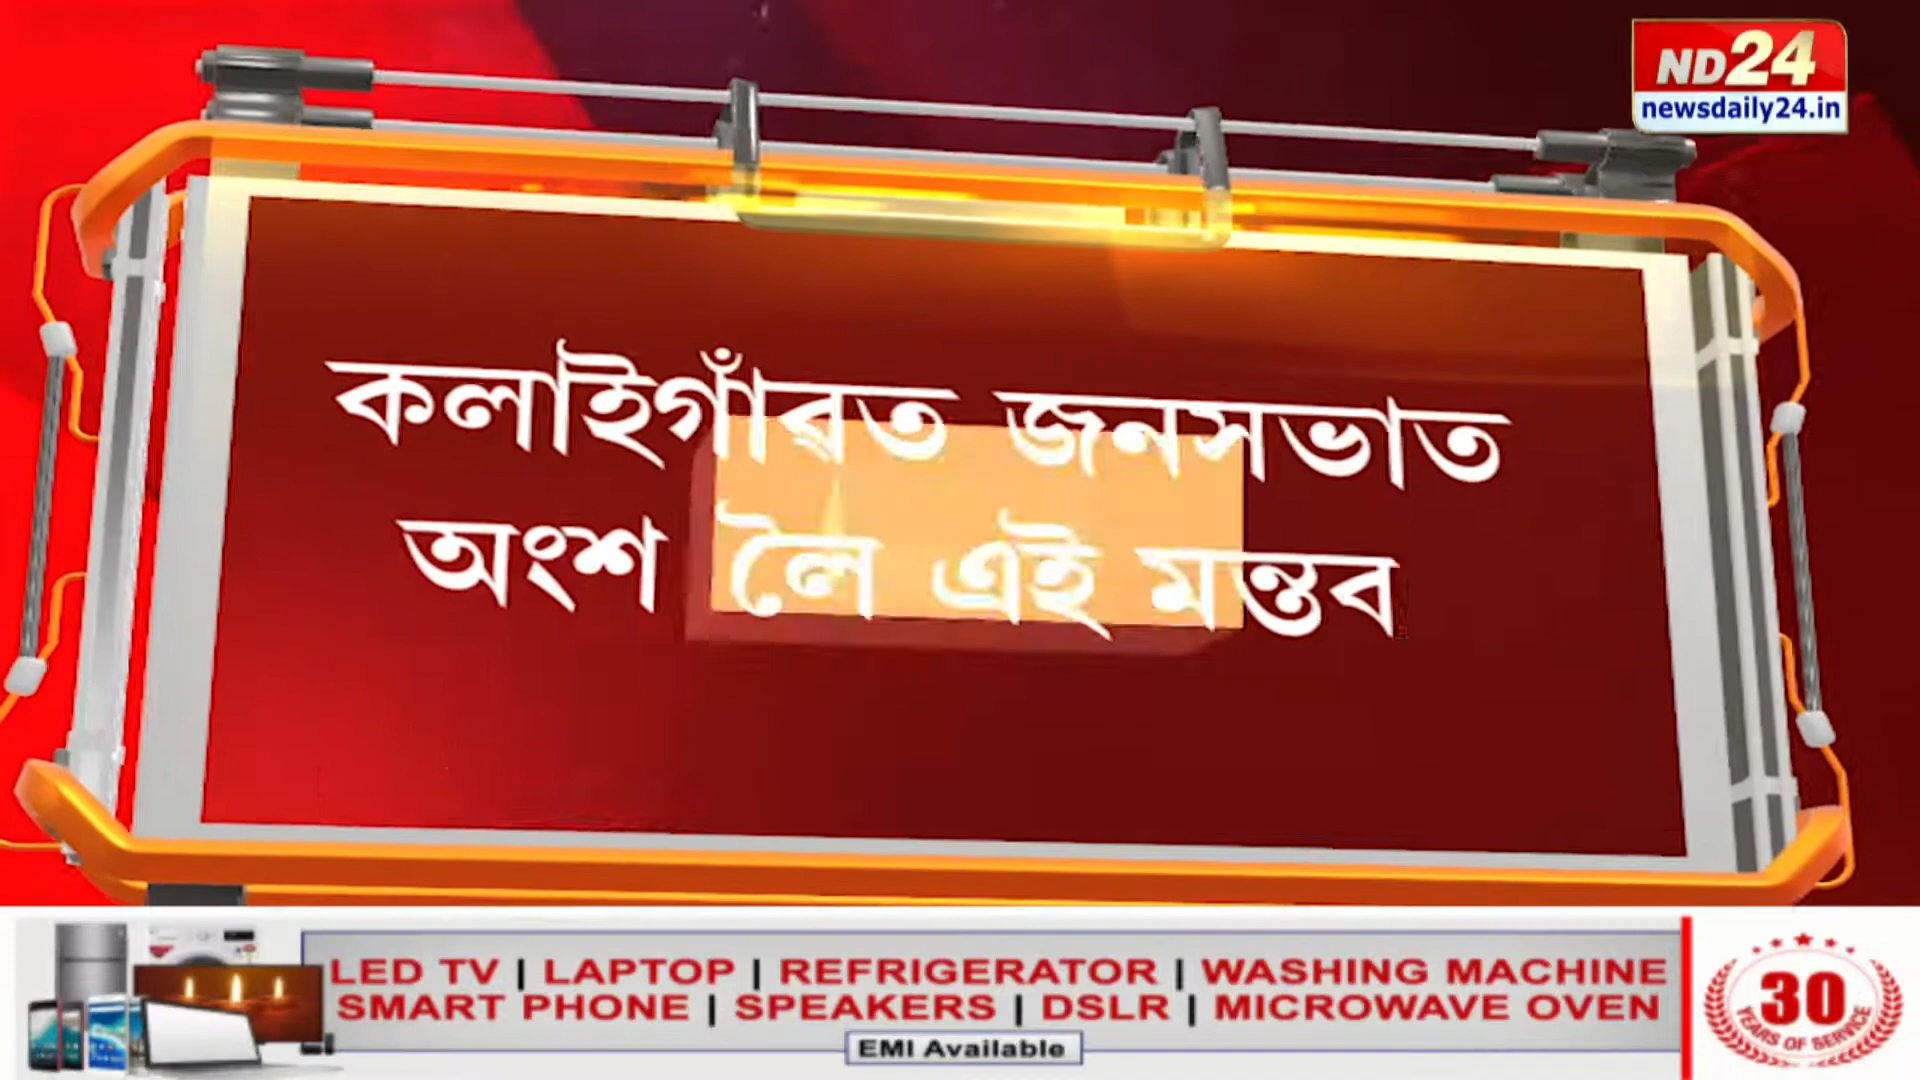 ND24
newsdaily24.in
কলাইগাঁৱত জনসভাত
অংশ লৈ এই মন্তব
LED TV | LAPTOP | REFRIGERATOR | WASHING MACHINE
SMART PHONE | SPEAKERS | DSLR | MICROWAVE OVEN
EMI Available
30
YEARS OF SERVICE